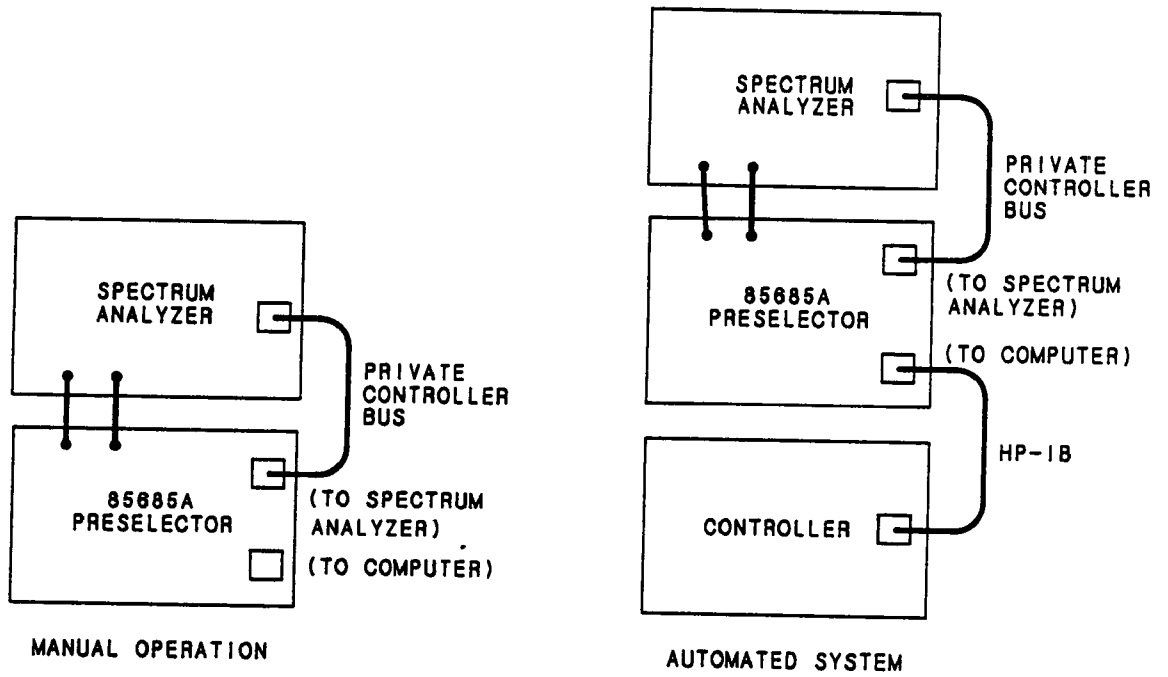 SPECTRUM
ANALYZER
PRIVATE
CONTROLLER
BUS
85685A
PRESELECTOR
(TO SPECTRUM
ANALYZER)
(TO COMPUTER)
MANUAL OPERATION
SPECTRUM
ANALYZER
PRIVATE
CONTROLLER
BUS
85685A
PRESELECTOR
(TO SPECTRUM
ANALYZER)
(TO COMPUTER)
HP-IB
CONTROLLER
AUTOMATED SYSTEM